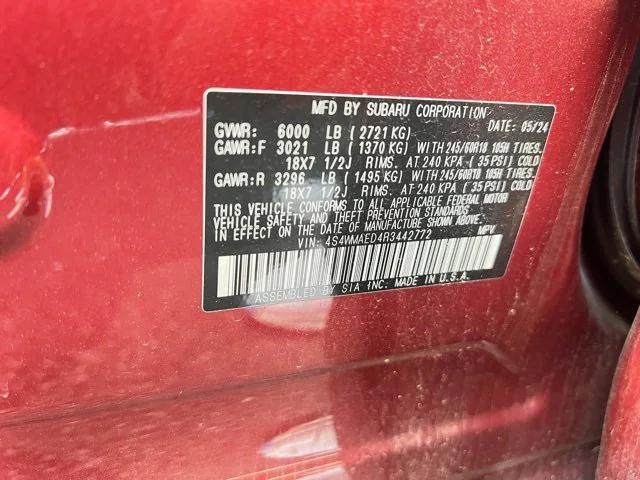 MFD BY SUBARU CORPORATION DATE: 05/24
GVWR: 6000 LB ( 2721 KG)
GAWR:F 3021 LB ( 1370 KG) WITH 245/60R18 105H TIRES.
18X7 1/2J RIMS. AT 240 KPA ( 35 PSI) COLD
GAWR:R 3296 LB ( 1495 KG) WITH 245/60R18 105H TIRES.
18X7 1/2J RIMS. AT 240 KPA ( 35 PSI) COLD
THIS VEHICLE CONFORMS TO ALL APPLICABLE FEDERAL MOTOR
VEHICLE SAFETY AND THEFT PREVENTION STANDARDS IN
EFFECT ON THE DATE OF MANUFACTURE SHOWN ABOVE.
VIN: 4S4WMAED4R3442772 MPV
ASSEMBLED BY SIA INC. MADE IN U.S.A.